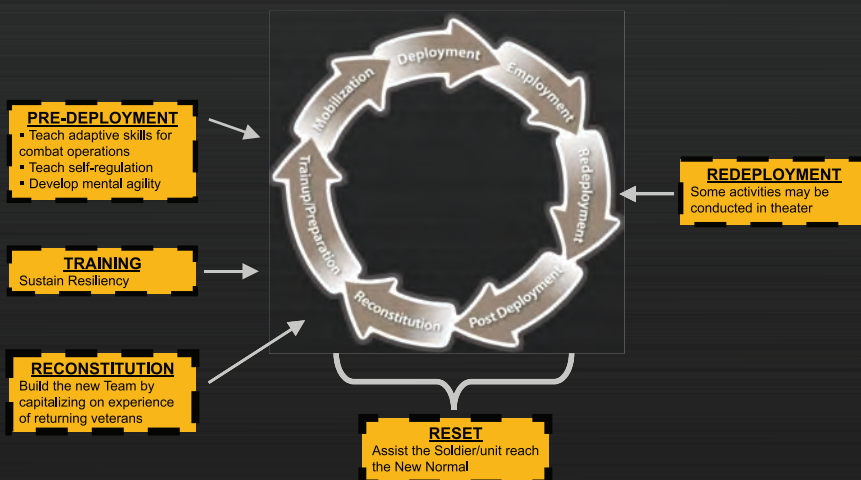 Deployment
Employment
Redeployment
Post Deployment
Reconstitution
Trainup/Preparation
Mobilization
PRE-DEPLOYMENT
▪ Teach adaptive skills for
combat operations
▪ Teach self-regulation
▪ Develop mental agility
TRAINING
Sustain Resiliency
RECONSTITUTION
Build the new Team by
capitalizing on experience
of returning veterans
REDEPLOYMENT
Some activities may be
conducted in theater
RESET
Assist the Soldier/unit reach
the New Normal